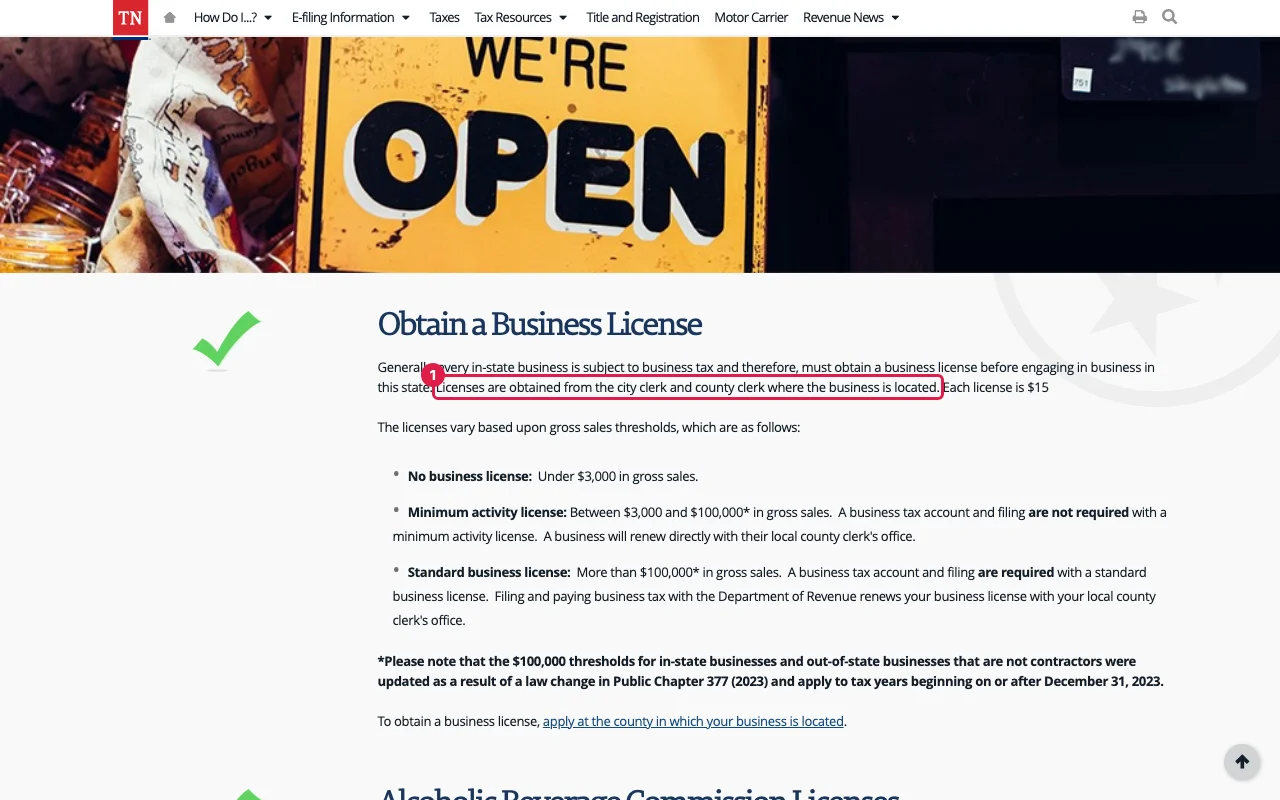 TN How Do I...? E-filing Information Taxes Tax Resources Title and Registration Motor Carrier Revenue News
WE'RE
OPEN
751
Obtain a Business License
1
Generally every in-state business is subject to business tax and therefore, must obtain a business license before engaging in business in
this state. Licenses are obtained from the city clerk and county clerk where the business is located. Each license is $15
The licenses vary based upon gross sales thresholds, which are as follows:
• No business license: Under $3,000 in gross sales.
• Minimum activity license: Between $3,000 and $100,000* in gross sales. A business tax account and filing are not required with a
minimum activity license. A business will renew directly with their local county clerk's office.
• Standard business license: More than $100,000* in gross sales. A business tax account and filing are required with a standard
business license. Filing and paying business tax with the Department of Revenue renews your business license with your local county
clerk's office.
*Please note that the $100,000 thresholds for in-state businesses and out-of-state businesses that are not contractors were
updated as a result of a law change in Public Chapter 377 (2023) and apply to tax years beginning on or after December 31, 2023.
To obtain a business license, apply at the county in which your business is located.
Alcoholic Beverage Commission Licenses